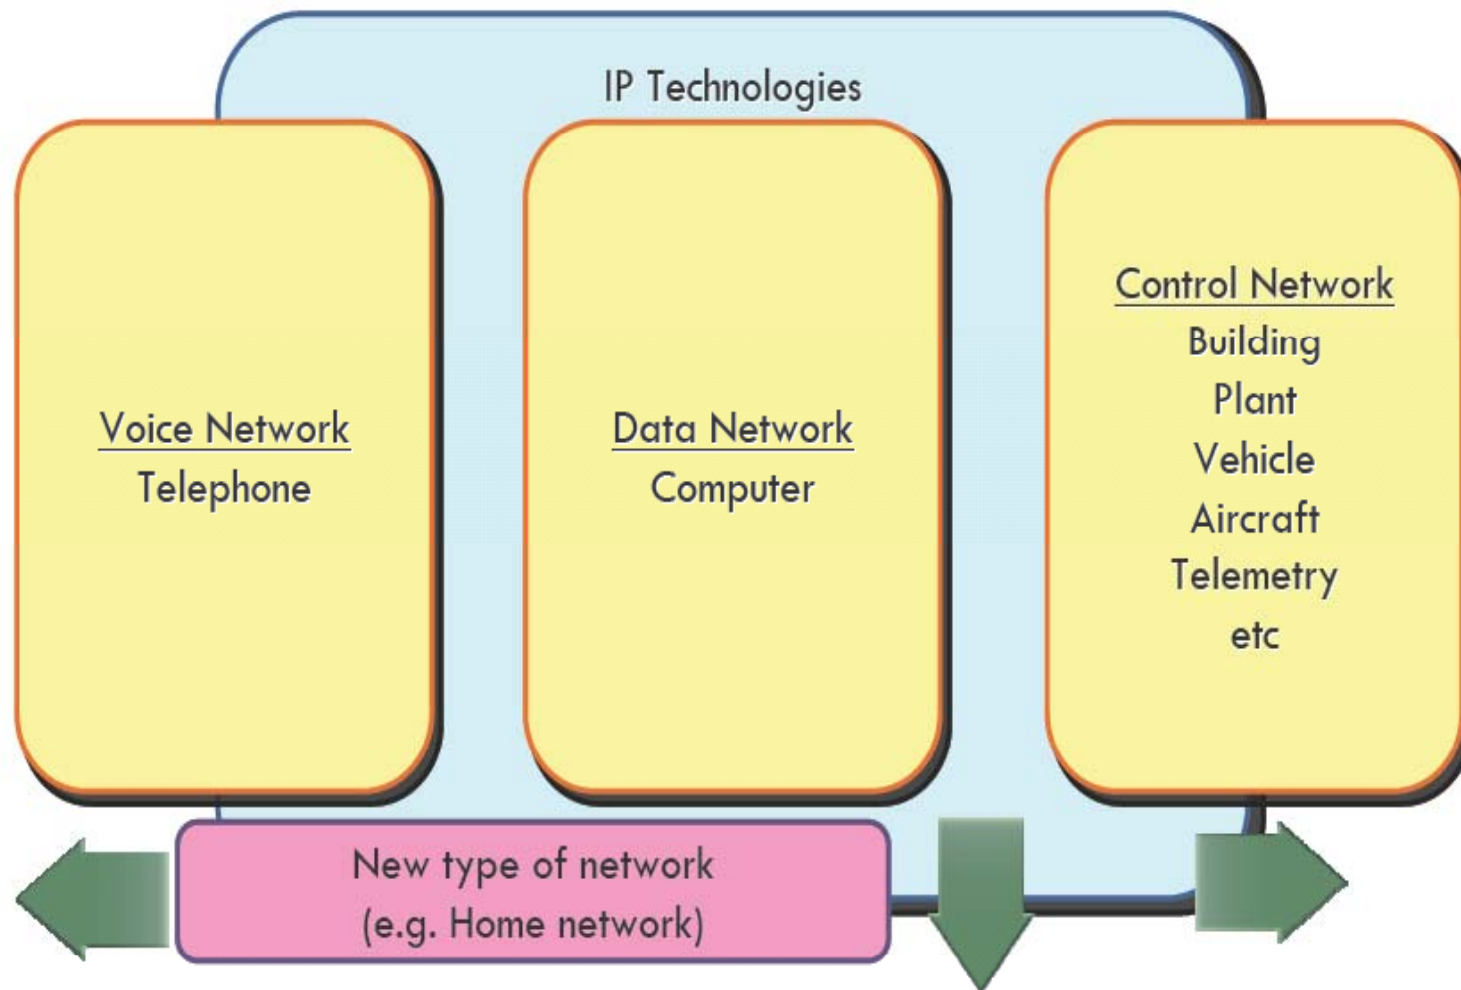 IP Technologies
Voice Network
Telephone
Data Network
Computer
Control Network
Building
Plant
Vehicle
Aircraft
Telemetry
etc
New type of network
(e.g. Home network)